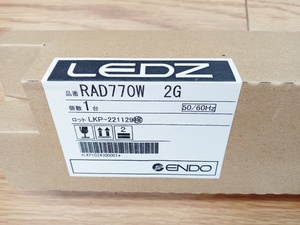 LEDZ
品番 RAD770W 2G
個数 1 台
50/60Hz
ロット LKP-221129
2
ENDO